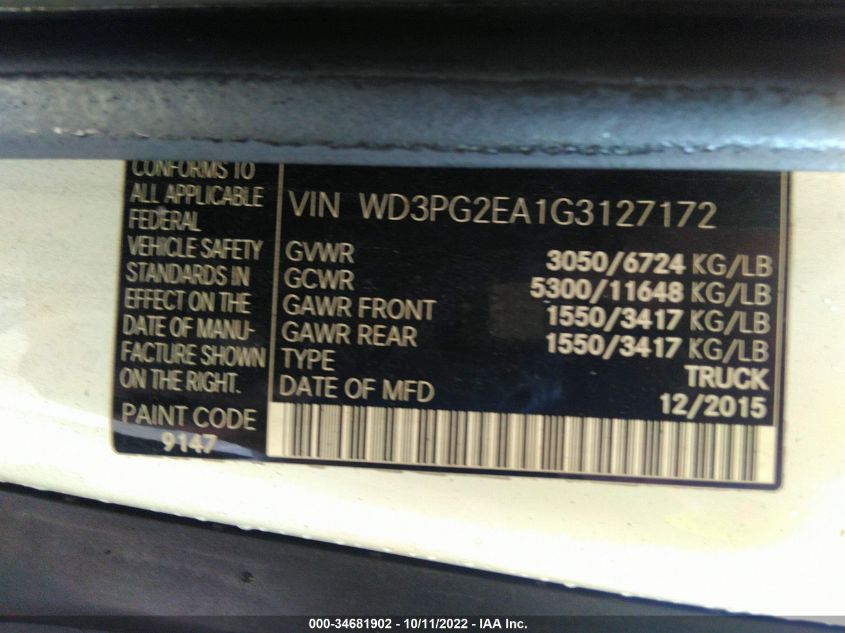 CONFORMS TO
ALL APPLICABLE
FEDERAL
VEHICLE SAFETY
STANDARDS IN
EFFECT ON THE
DATE OF MANU-
FACTURE SHOWN
ON THE RIGHT.
PAINT CODE
9147
VIN WD3PG2EA1G3127172
GVWR 3050/6724 KG/LB
GCWR 5300/11648 KG/LB
GAWR FRONT 1550/3417 KG/LB
GAWR REAR 1550/3417 KG/LB
TYPE TRUCK
DATE OF MFD 12/2015
000-34681902 - 10/11/2022 - IAA Inc.